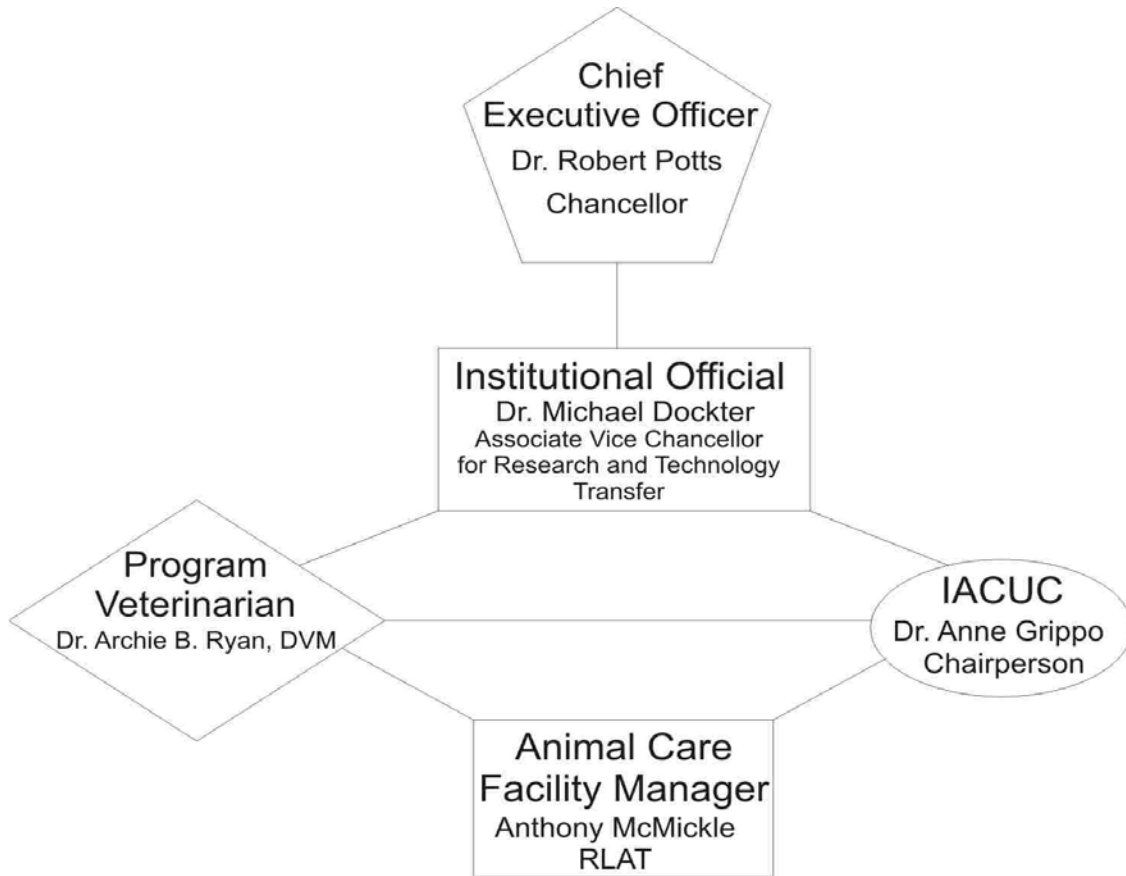 Chief
Executive Officer
Dr. Robert Potts
Chancellor
Institutional Official
Dr. Michael Dockter
Associate Vice Chancellor
for Research and Technology
Transfer
Program
Veterinarian
Dr. Archie B. Ryan, DVM
IACUC
Dr. Anne Grippo
Chairperson
Animal Care
Facility Manager
Anthony McMickle
RLAT